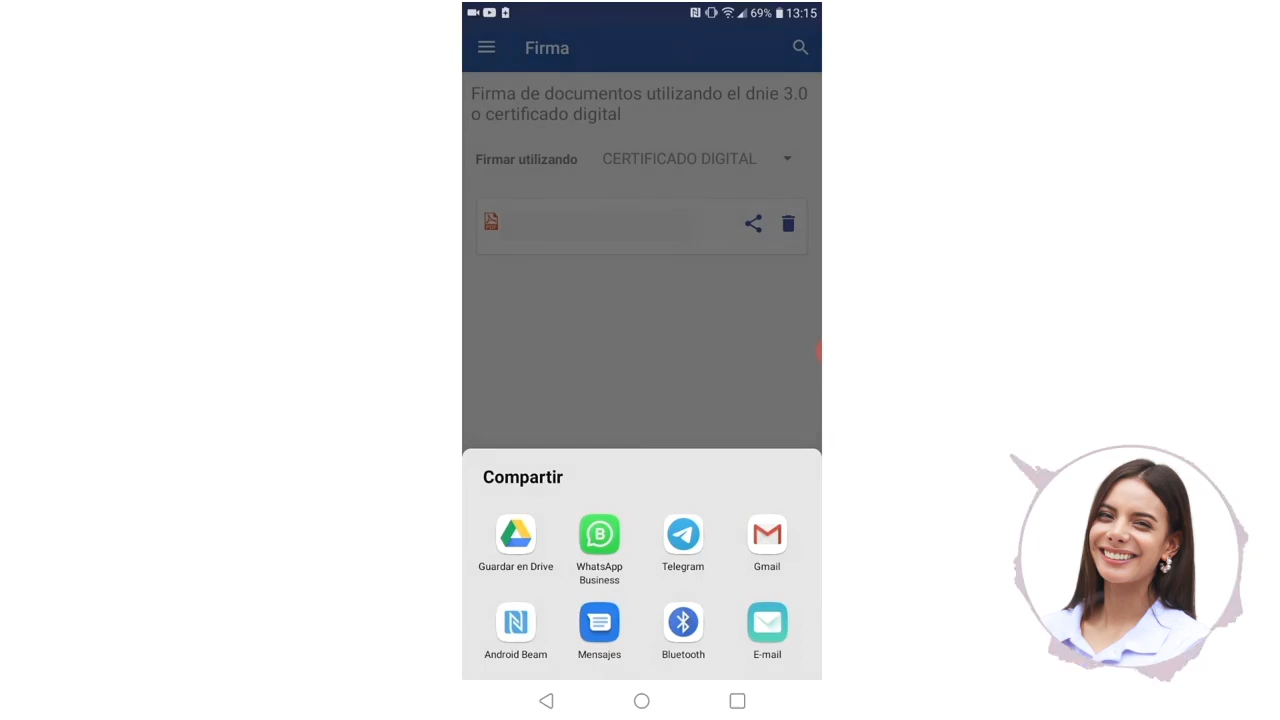 69% 13:15
Firma
Firma de documentos utilizando el dnie 3.0
o certificado digital
Firmar utilizando CERTIFICADO DIGITAL
PDF
Compartir
Guardar en Drive
WhatsApp
Business
Telegram
Gmail
Android Beam
Mensajes
Bluetooth
E-mail